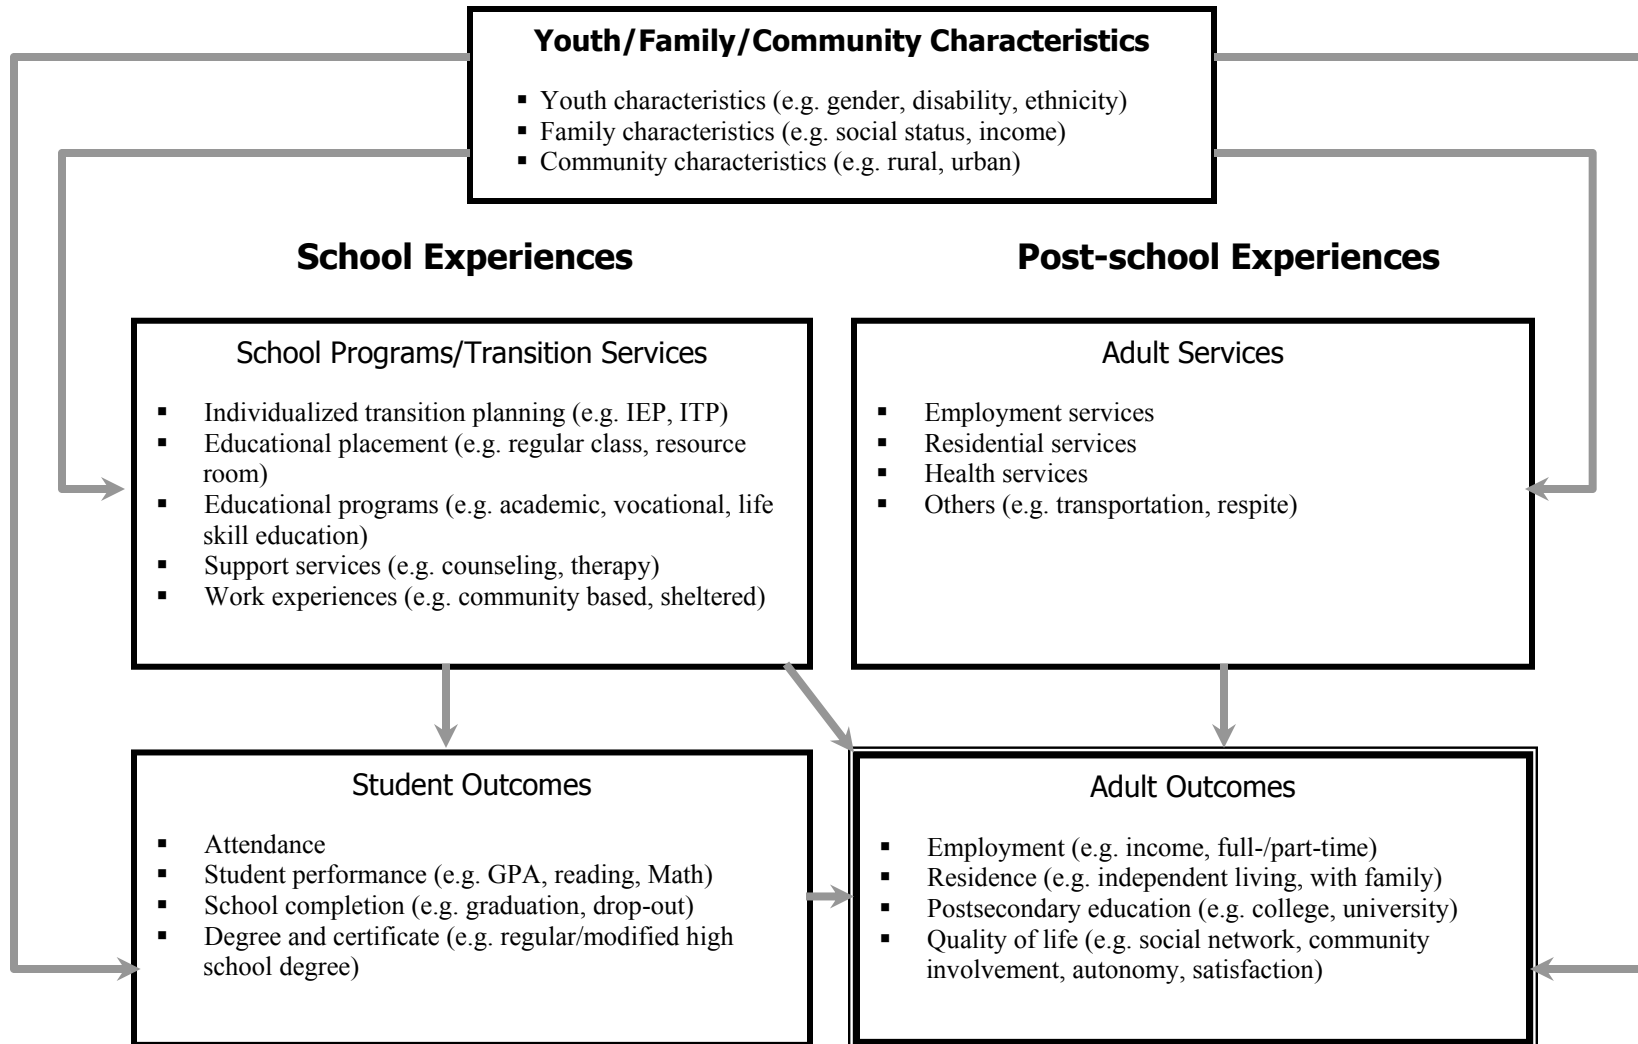 Youth/Family/Community Characteristics
▪ Youth characteristics (e.g. gender, disability, ethnicity)
▪ Family characteristics (e.g. social status, income)
▪ Community characteristics (e.g. rural, urban)
School Experiences
Post-school Experiences
School Programs/Transition Services
▪ Individualized transition planning (e.g. IEP, ITP)
▪ Educational placement (e.g. regular class, resource
room)
▪ Educational programs (e.g. academic, vocational, life
skill education)
▪ Support services (e.g. counseling, therapy)
▪ Work experiences (e.g. community based, sheltered)
Adult Services
▪ Employment services
▪ Residential services
▪ Health services
▪ Others (e.g. transportation, respite)
Student Outcomes
▪ Attendance
▪ Student performance (e.g. GPA, reading, Math)
▪ School completion (e.g. graduation, drop-out)
▪ Degree and certificate (e.g. regular/modified high
school degree)
Adult Outcomes
▪ Employment (e.g. income, full-/part-time)
▪ Residence (e.g. independent living, with family)
▪ Postsecondary education (e.g. college, university)
▪ Quality of life (e.g. social network, community
involvement, autonomy, satisfaction)